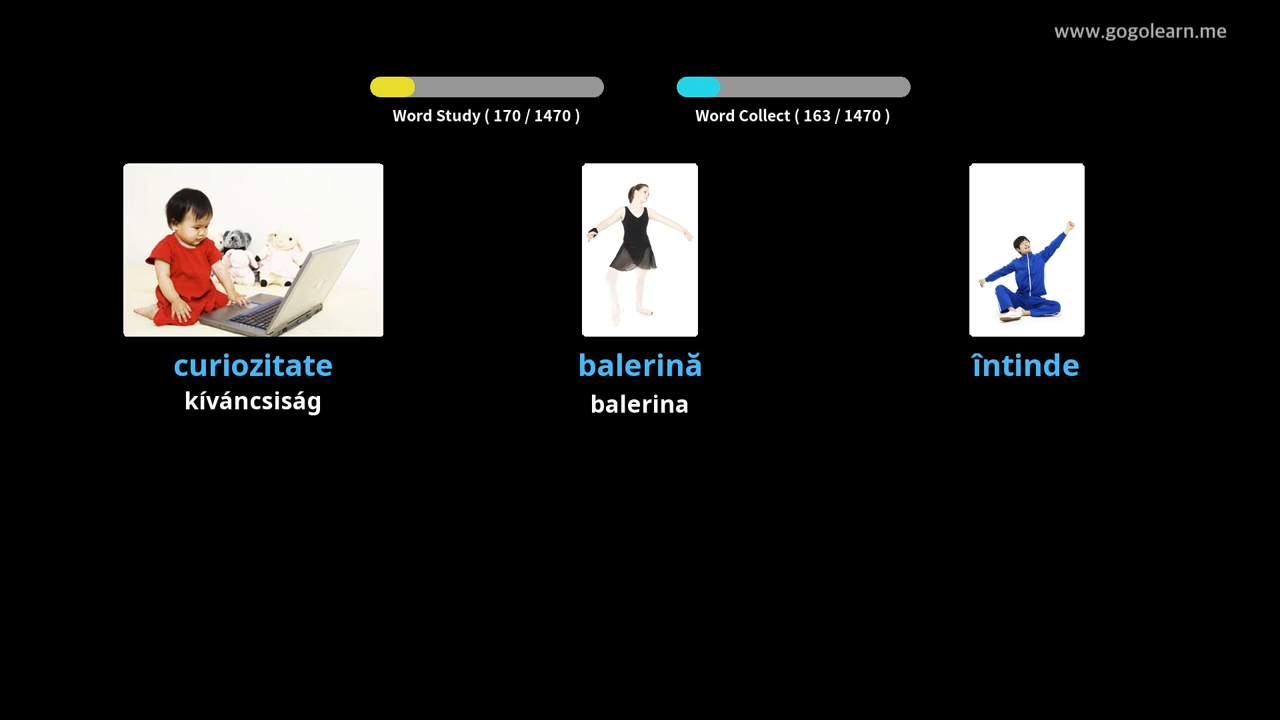 www.gogolearn.me
Word Study ( 170 / 1470 )
Word Collect ( 163 / 1470 )
curiozitate
kíváncsiság
balerină
balerina
întinde